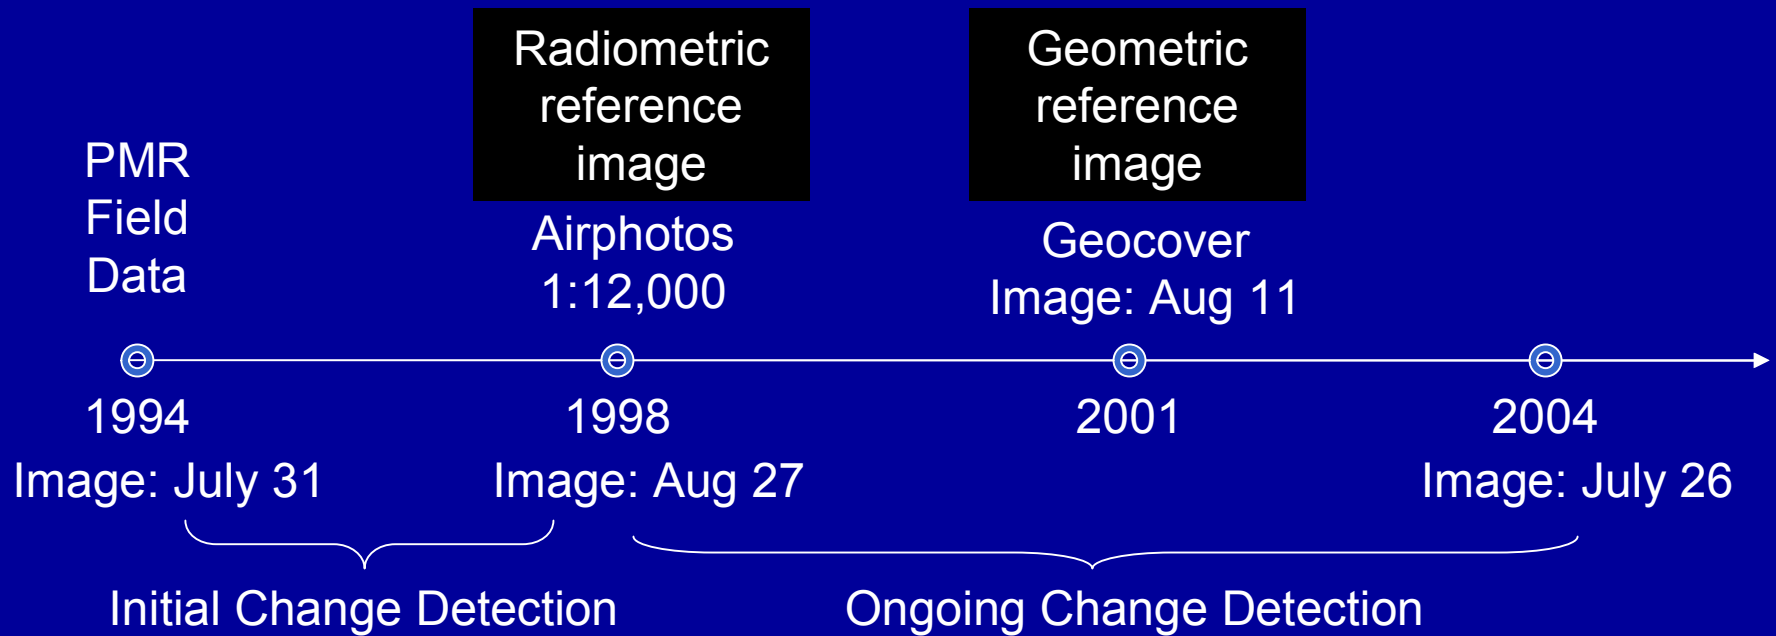 PMR
Field
Data
Radiometric
reference
image
Airphotos
1:12,000
Geometric
reference
image
Geocover
Image: Aug 11
1994
1998
2001
2004
Image: July 31
Image: Aug 27
Image: July 26
Initial Change Detection
Ongoing Change Detection